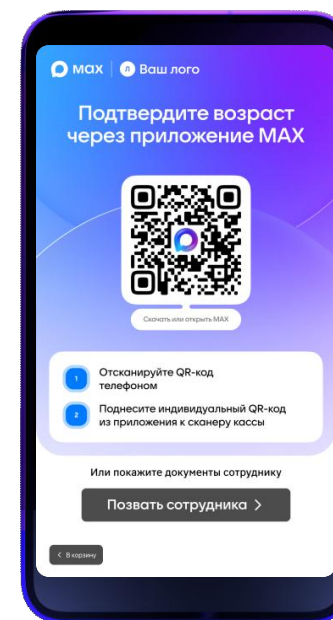 мах | Л Ваш лого
Подтвердите возраст
через приложение MAX
Скачать или открыть MAX
1 Отсканируйте QR-код
телефоном
2 Поднесите индивидуальный QR-код
из приложения к сканеру кассы
Или покажите документы сотруднику
Позвать сотрудника >
< В корзину